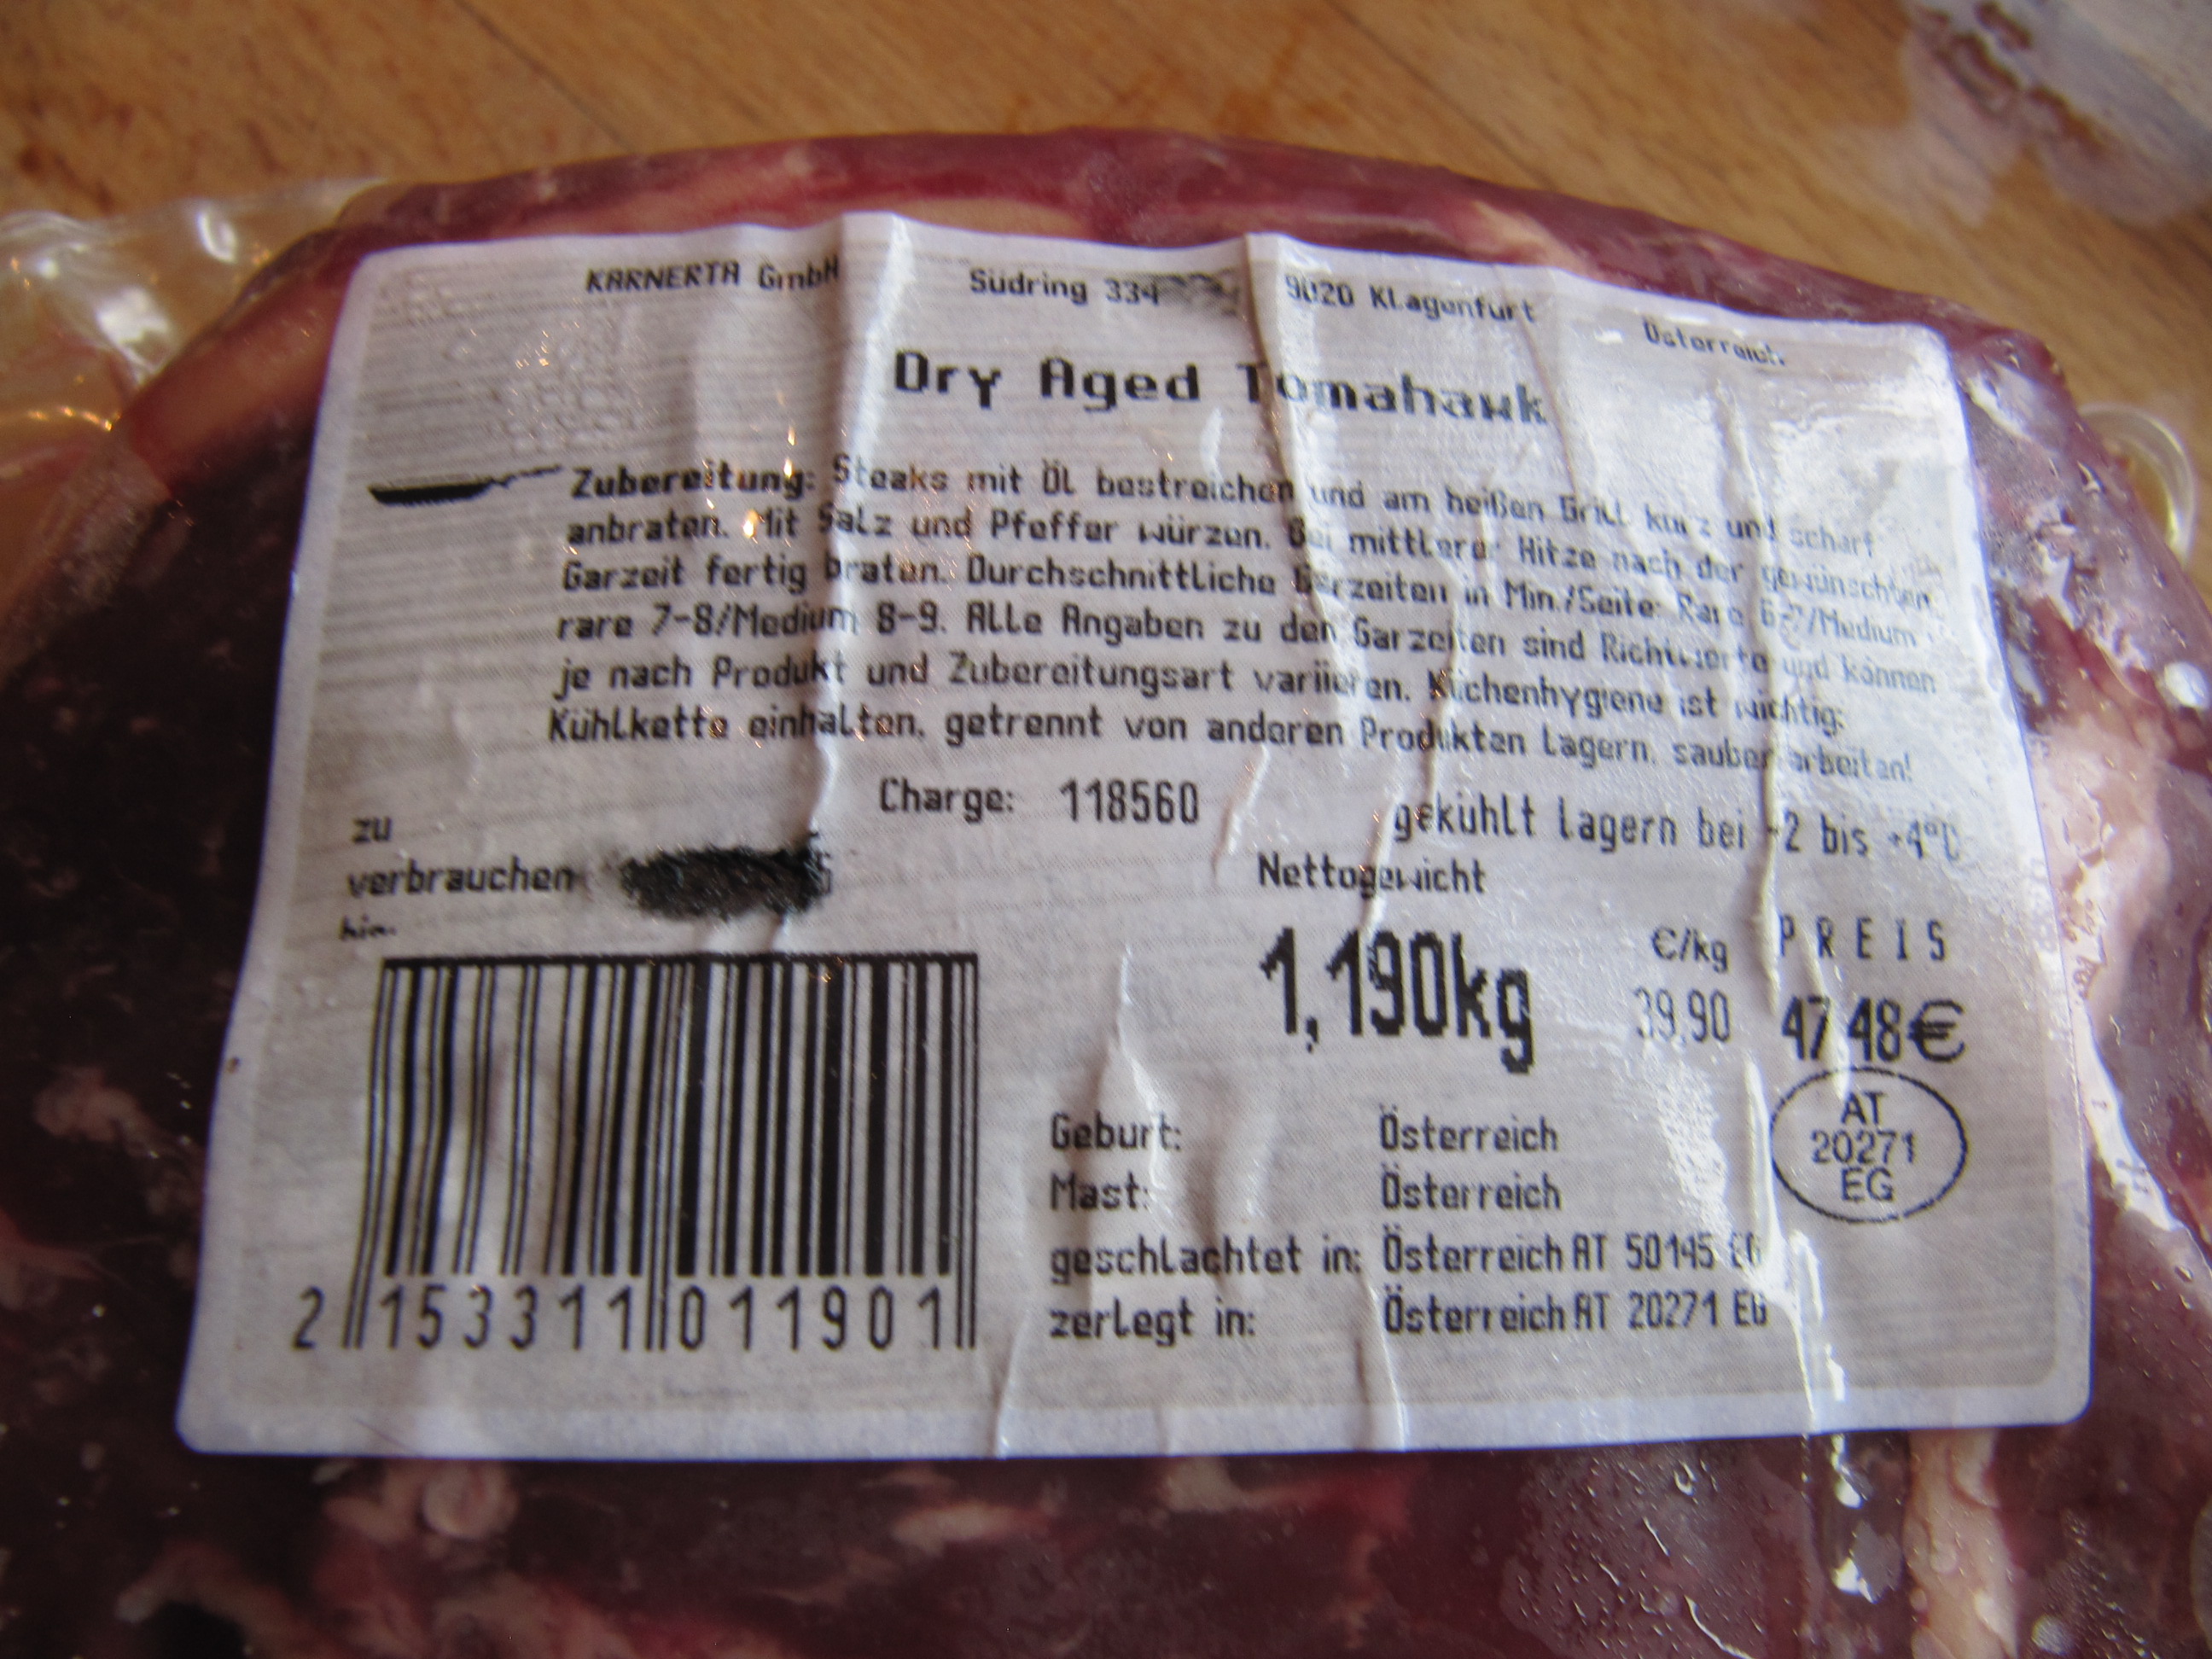 KARNERTA GmbH Südring 334 9020 Klagenfurt Österreich
Dry Aged Tomahawk
Zubereitung: Steaks mit Öl bestreichen und am heißen Grill kurz und scharf
anbraten. Mit Salz und Pfeffer würzen. Bei mittlerer Hitze nach der gewünschten
Garzeit fertig braten. Durchschnittliche Garzeiten in Min./Seite: Rare 6-7/Medium
rare 7-8/Medium 8-9. Alle Angaben zu den Garzeiten sind Richtwerte und können
je nach Produkt und Zubereitungsart variieren. Küchenhygiene ist wichtig:
Kühlkette einhalten, getrennt von anderen Produkten lagern, sauber arbeiten!
Charge: 118560
gekühlt lagern bei -2 bis +4°C
zu
verbrauchen
Nettogewicht
1,190kg
€/kg
39,90
PREIS
47,48€
2 153311 011901
AT
20271
EG
Geburt: Österreich
Mast: Österreich
geschlachtet in: Österreich AT 50145 EG
zerlegt in: Österreich AT 20271 EG